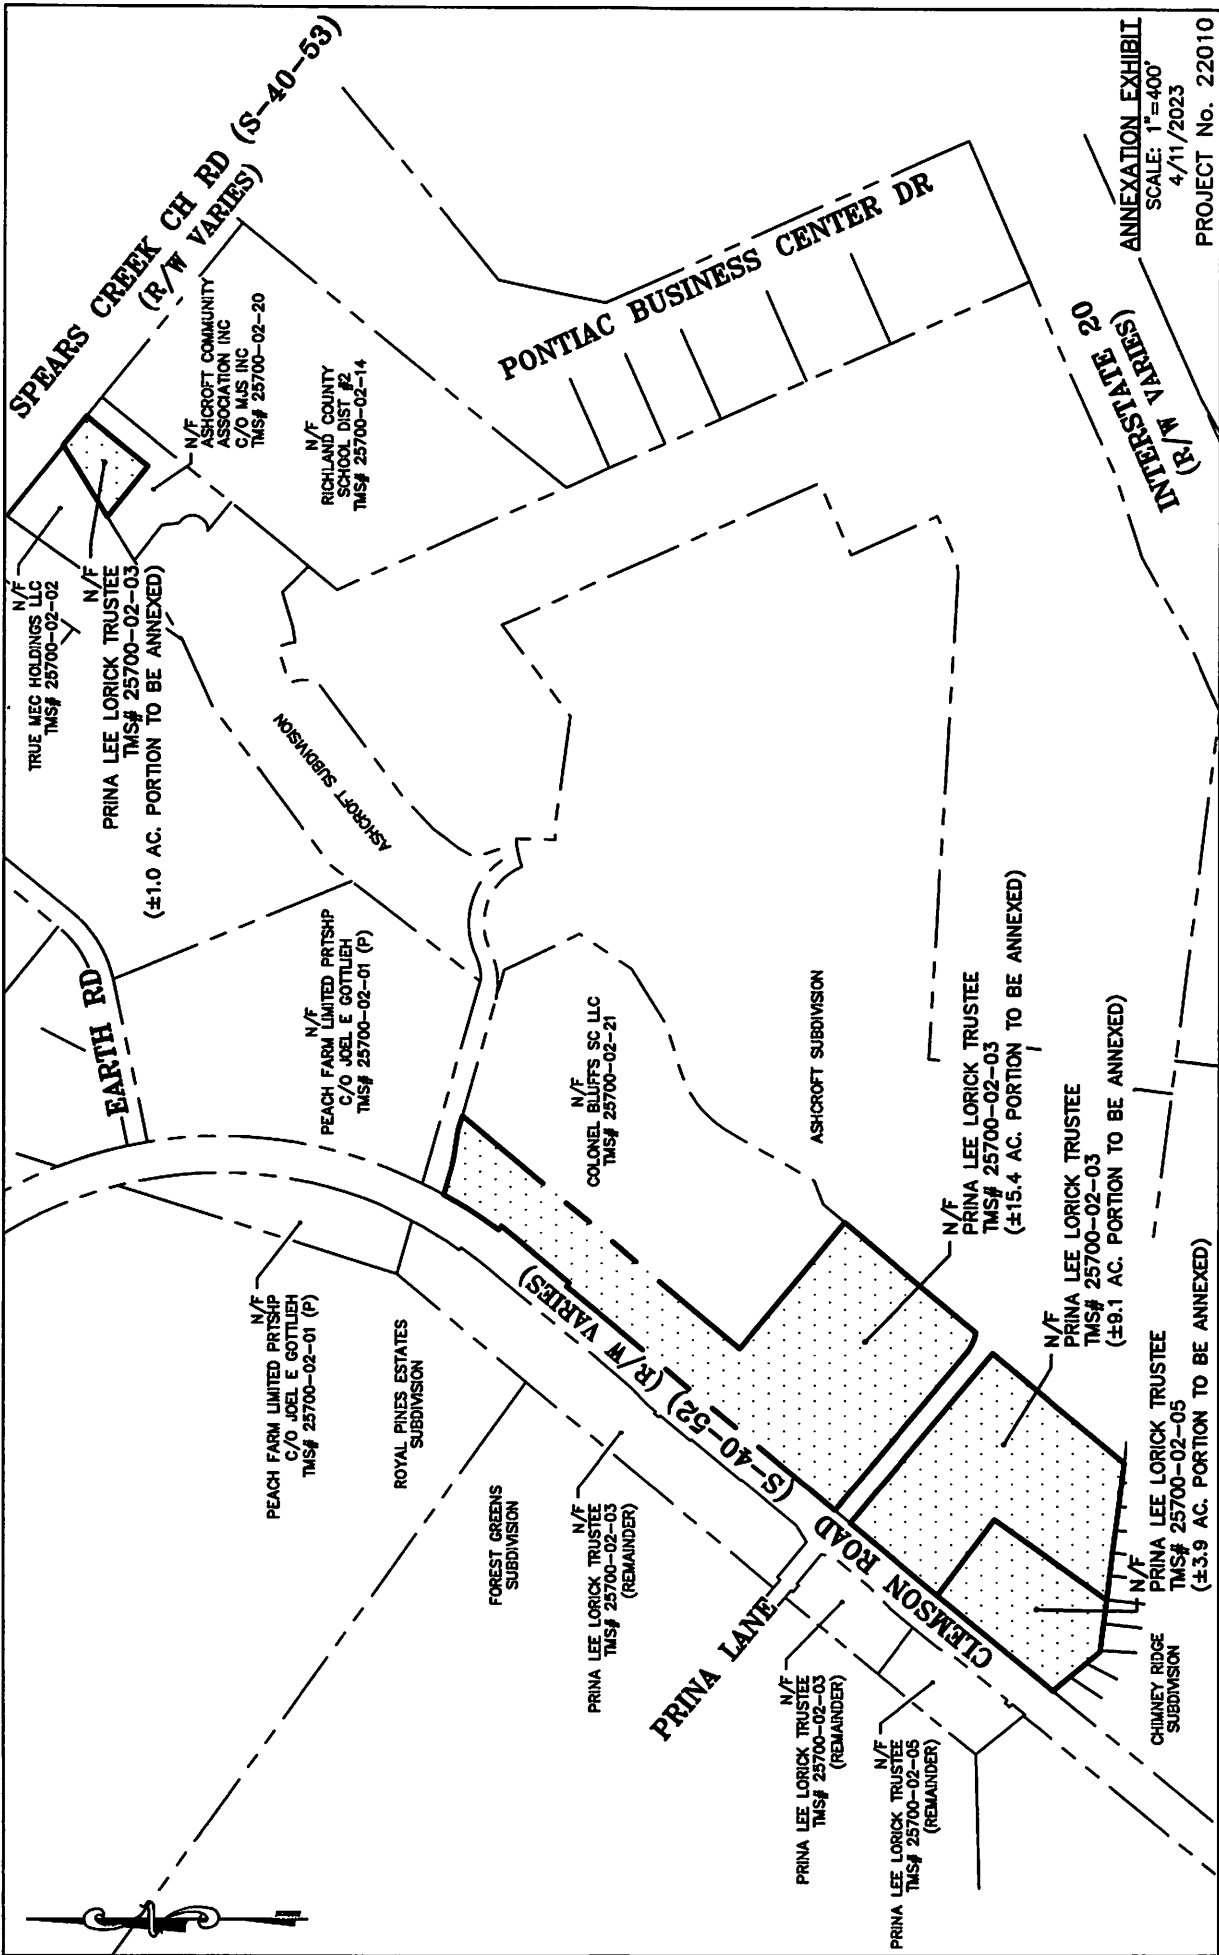 SPEARS CREEK CH RD (S-40-53)
(R/W VARIES)
N/F
TRUE MEC HOLDINGS LLC
TMS# 25700-02-02
N/F
PRINA LEE LORICK TRUSTEE
TMS# 25700-02-03
(±1.0 AC. PORTION TO BE ANNEXED)
N/F
ASHCROFT COMMUNITY
ASSOCIATION INC
C/O MJS INC
TMS# 25700-02-20
N/F
RICHLAND COUNTY
SCHOOL DIST #2
TMS# 25700-02-14
PONTIAC BUSINESS CENTER DR
INTERSTATE 20
(R/W VARIES)
ASHCROFT SUBDIVISION
EARTH RD
N/F
PEACH FARM LIMITED PRTSHP
C/O JOEL E GOTTLIEH
TMS# 25700-02-01 (P)
N/F
COLONEL BLUFFS SC LLC
TMS# 25700-02-21
ASHCROFT SUBDIVISION
N/F
PRINA LEE LORICK TRUSTEE
TMS# 25700-02-03
(±15.4 AC. PORTION TO BE ANNEXED)
N/F
PRINA LEE LORICK TRUSTEE
TMS# 25700-02-03
(±9.1 AC. PORTION TO BE ANNEXED)
N/F
PRINA LEE LORICK TRUSTEE
TMS# 25700-02-05
(±3.9 AC. PORTION TO BE ANNEXED)
N/F
PEACH FARM LIMITED PRTSHP
C/O JOEL E GOTTLIEH
TMS# 25700-02-01 (P)
ROYAL PINES ESTATES
SUBDIVISION
FOREST GREENS
SUBDIVISION
N/F
PRINA LEE LORICK TRUSTEE
TMS# 25700-02-03
(REMAINDER)
CLEMSON ROAD (S-40-52) (R/W VARIES)
PRINA LANE
N/F
PRINA LEE LORICK TRUSTEE
TMS# 25700-02-03
(REMAINDER)
N/F
PRINA LEE LORICK TRUSTEE
TMS# 25700-02-05
(REMAINDER)
CHIMNEY RIDGE
SUBDIVISION
ANNEXATION EXHIBIT
SCALE: 1"=400'
4/11/2023
PROJECT No. 22010